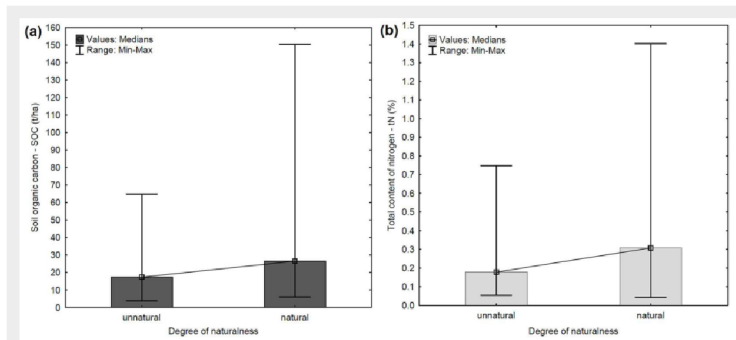 (a)
Values: Medians
Range: Min-Max
Soil organic carbon - SOC (t/ha)
160
150
140
130
120
110
100
90
80
70
60
50
40
30
20
10
0
unnatural natural
Degree of naturalness
(b)
Values: Medians
Range: Min-Max
Total content of nitrogen - tN (%)
1.5
1.4
1.3
1.2
1.1
1.0
0.9
0.8
0.7
0.6
0.5
0.4
0.3
0.2
0.1
0.0
unnatural natural
Degree of naturalness